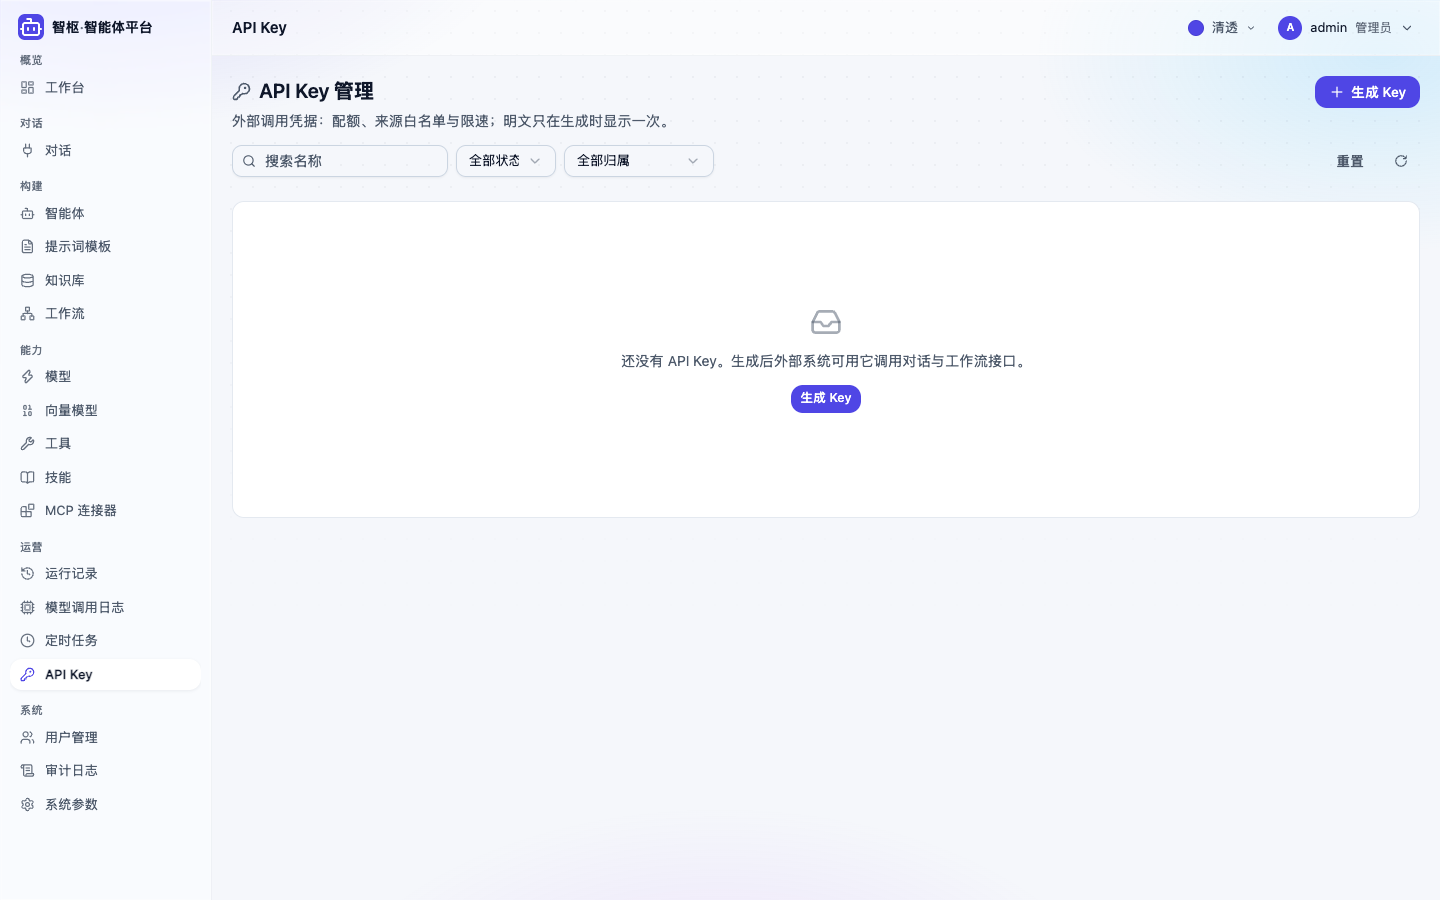 智枢·智能体平台
概览
工作台
对话
对话
构建
智能体
提示词模板
知识库
工作流
能力
模型
向量模型
工具
技能
MCP 连接器
运营
运行记录
模型调用日志
定时任务
API Key
系统
用户管理
审计日志
系统参数
API Key
清透
A admin 管理员
API Key 管理
生成 Key
外部调用凭据：配额、来源白名单与限速；明文只在生成时显示一次。
搜索名称 全部状态 全部归属 重置
还没有 API Key。生成后外部系统可用它调用对话与工作流接口。
生成 Key